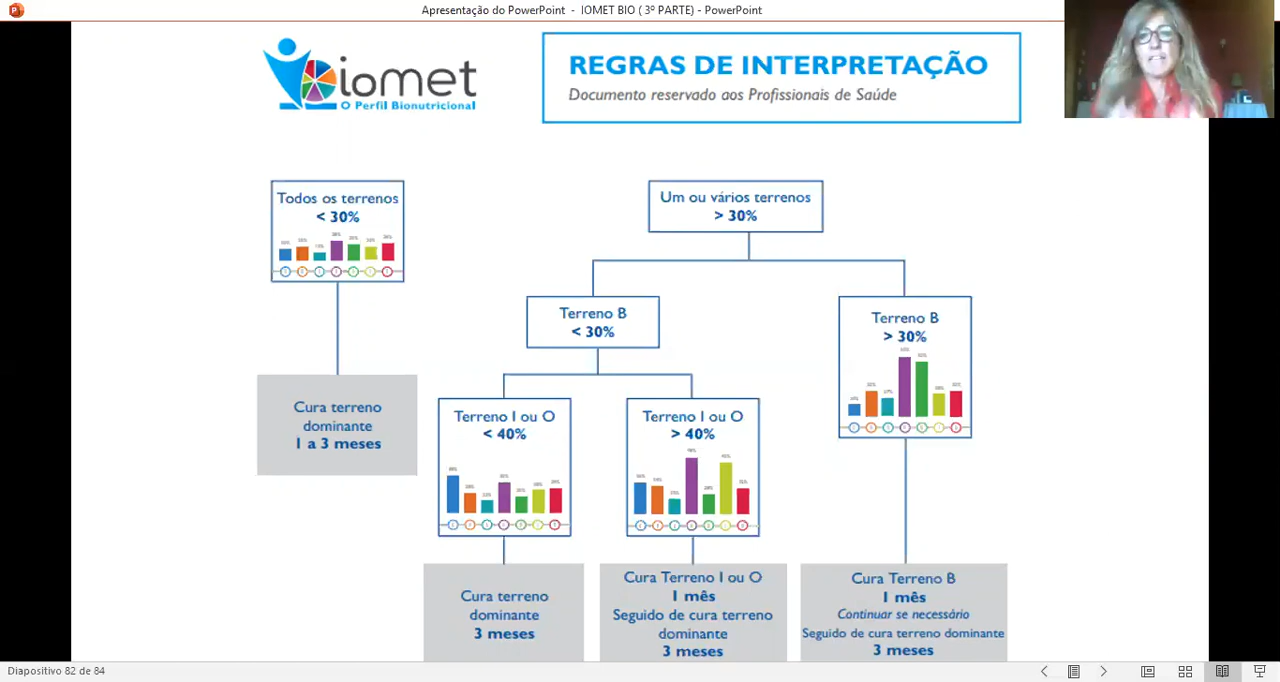 Apresentação do PowerPoint - IOMET BIO ( 3º PARTE) - PowerPoint
Biomet
O Perfil Bionutricional
REGRAS DE INTERPRETAÇÃO
Documento reservado aos Profissionais de Saúde
Todos os terrenos
< 30%
Um ou vários terrenos
> 30%
Terreno B
< 30%
Terreno B
> 30%
Cura terreno
dominante
1 a 3 meses
Terreno I ou O
< 40%
Terreno I ou O
> 40%
Cura terreno
dominante
3 meses
Cura Terreno I ou O
1 mês
Seguido de cura terreno
dominante
3 meses
Cura Terreno B
1 mês
Continuar se necessário
Seguido de cura terreno dominante
3 meses
Diapositivo 82 de 84